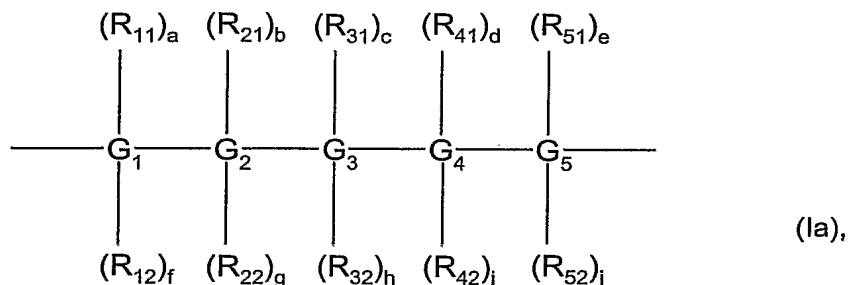 (R₁₁)ₐ (R₂₁)b (R₃₁)c (R₄₁)d (R₅₁)ₑ
G₁ G₂ G₃ G₄ G₅
(Ia),
(R₁₂)f (R₂₂)g (R₃₂)h (R₄₂)i (R₅₂)j